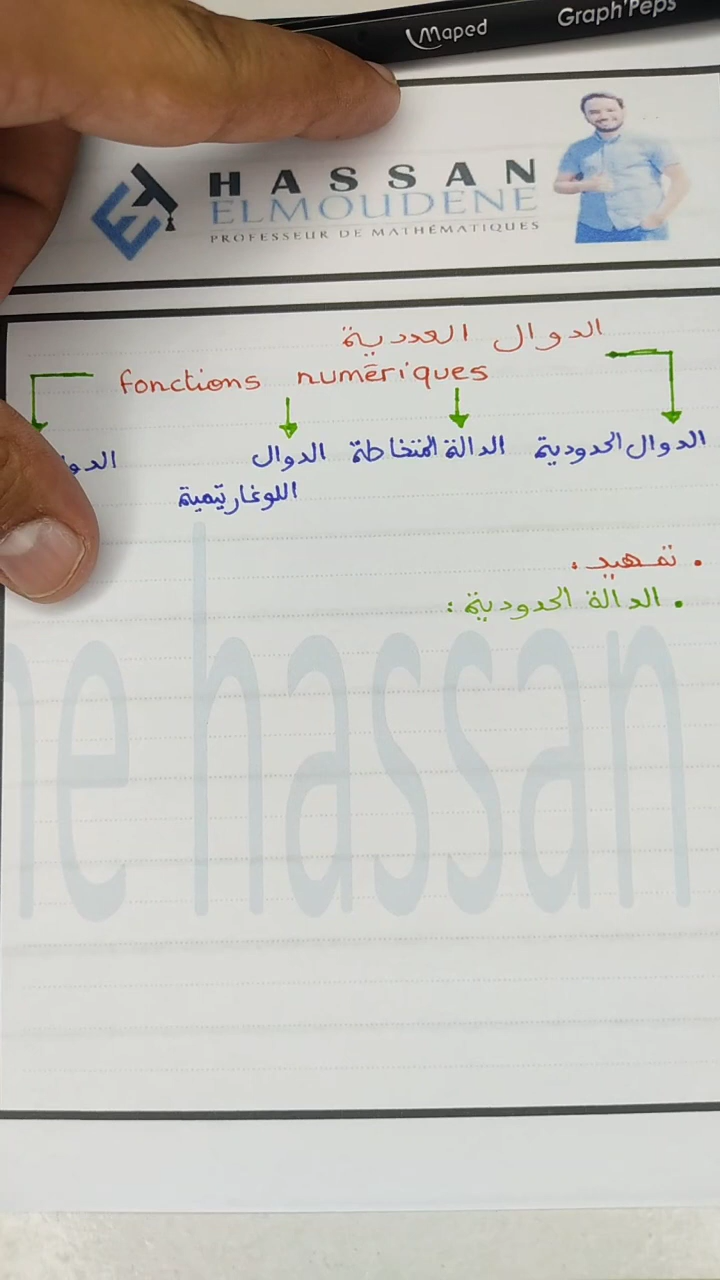 Maped Graph'Peps
HASSAN
ELMOUDENE
PROFESSEUR DE MATHÉMATIQUES
الدوال العددية
fonctions numériques
الدوال الحدودية الدالة المتخاطة الدوال
اللوغاريتمية
• تمهيد:
• الدالة الحدودية:
ne hassan